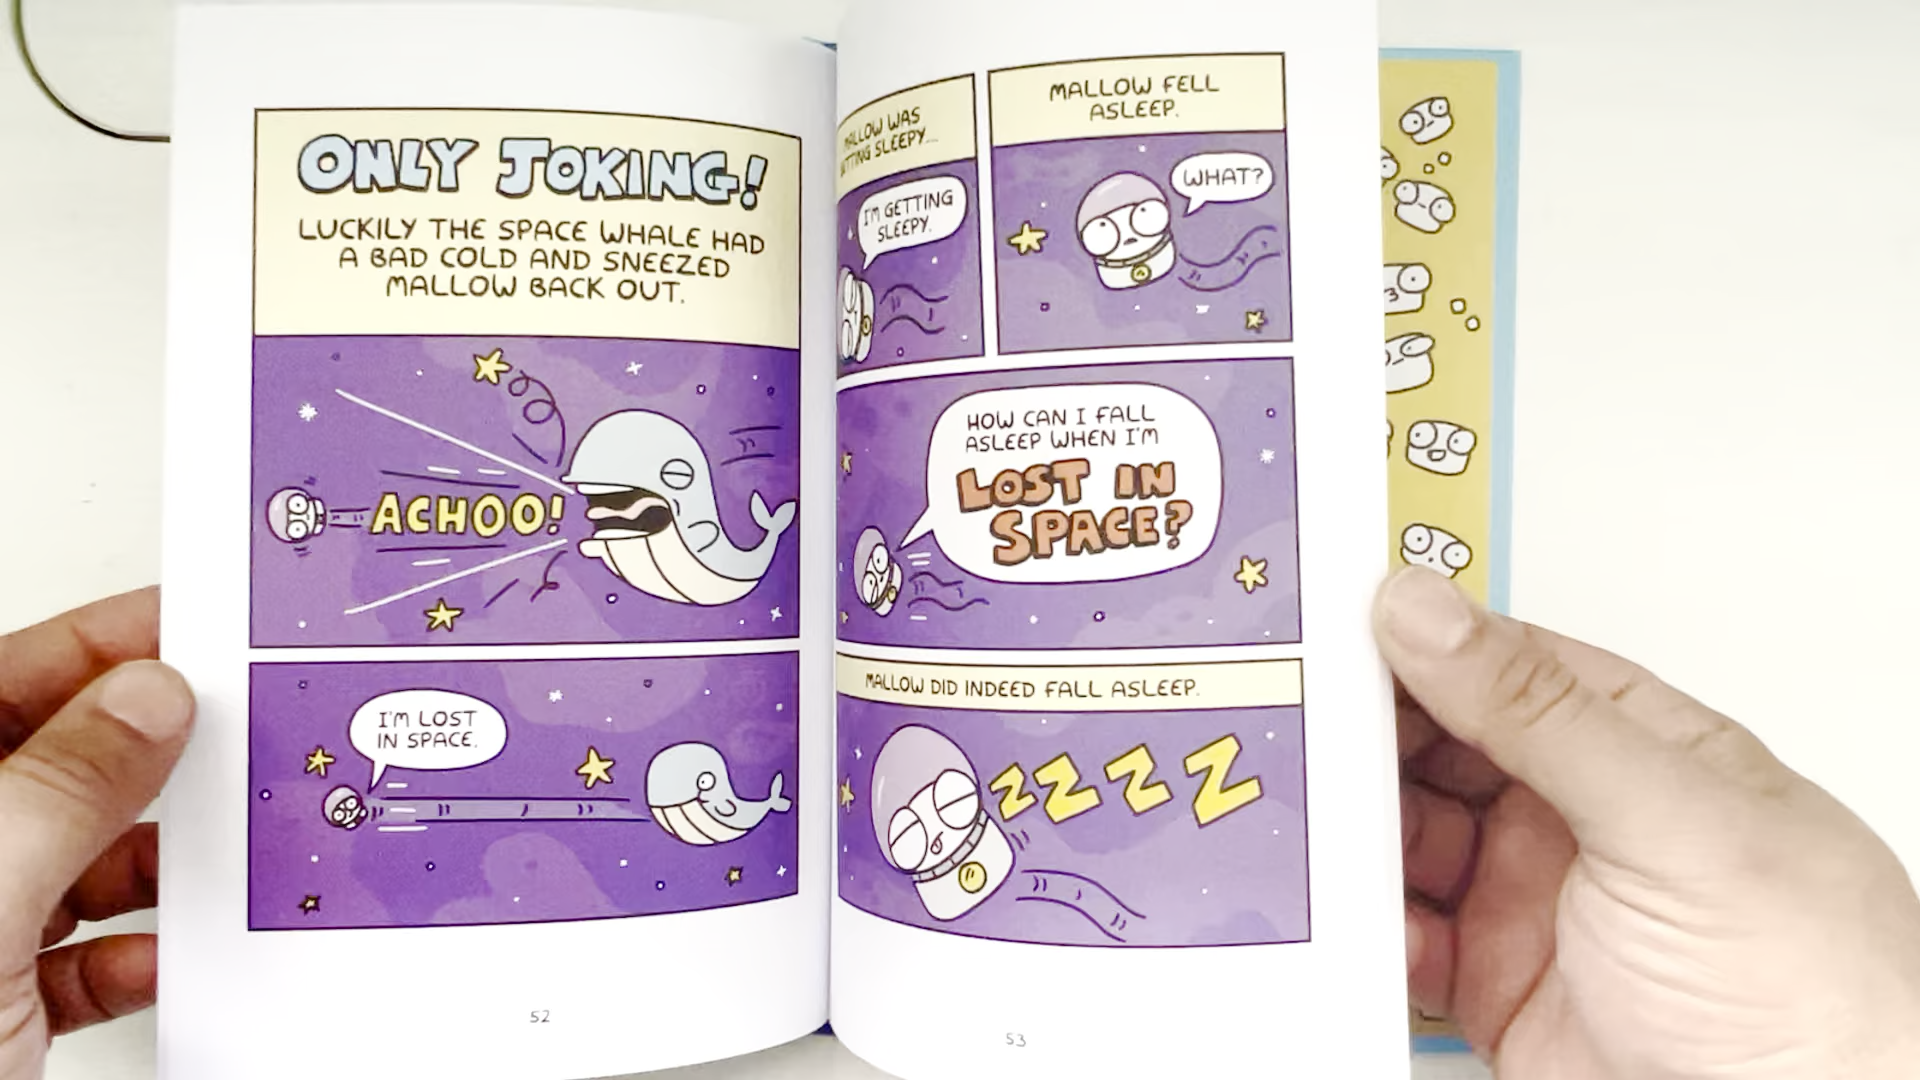 ONLY JOKING!
LUCKILY THE SPACE WHALE HAD
A BAD COLD AND SNEEZED
MALLOW BACK OUT.
ACHOO!
I'M LOST
IN SPACE.
52
MALLOW WAS
SLEEPY...
I'M GETTING
SLEEPY.
MALLOW FELL
ASLEEP.
WHAT?
HOW CAN I FALL
ASLEEP WHEN I'M
LOST IN
SPACE?
MALLOW DID INDEED FALL ASLEEP.
ZZZZ
53